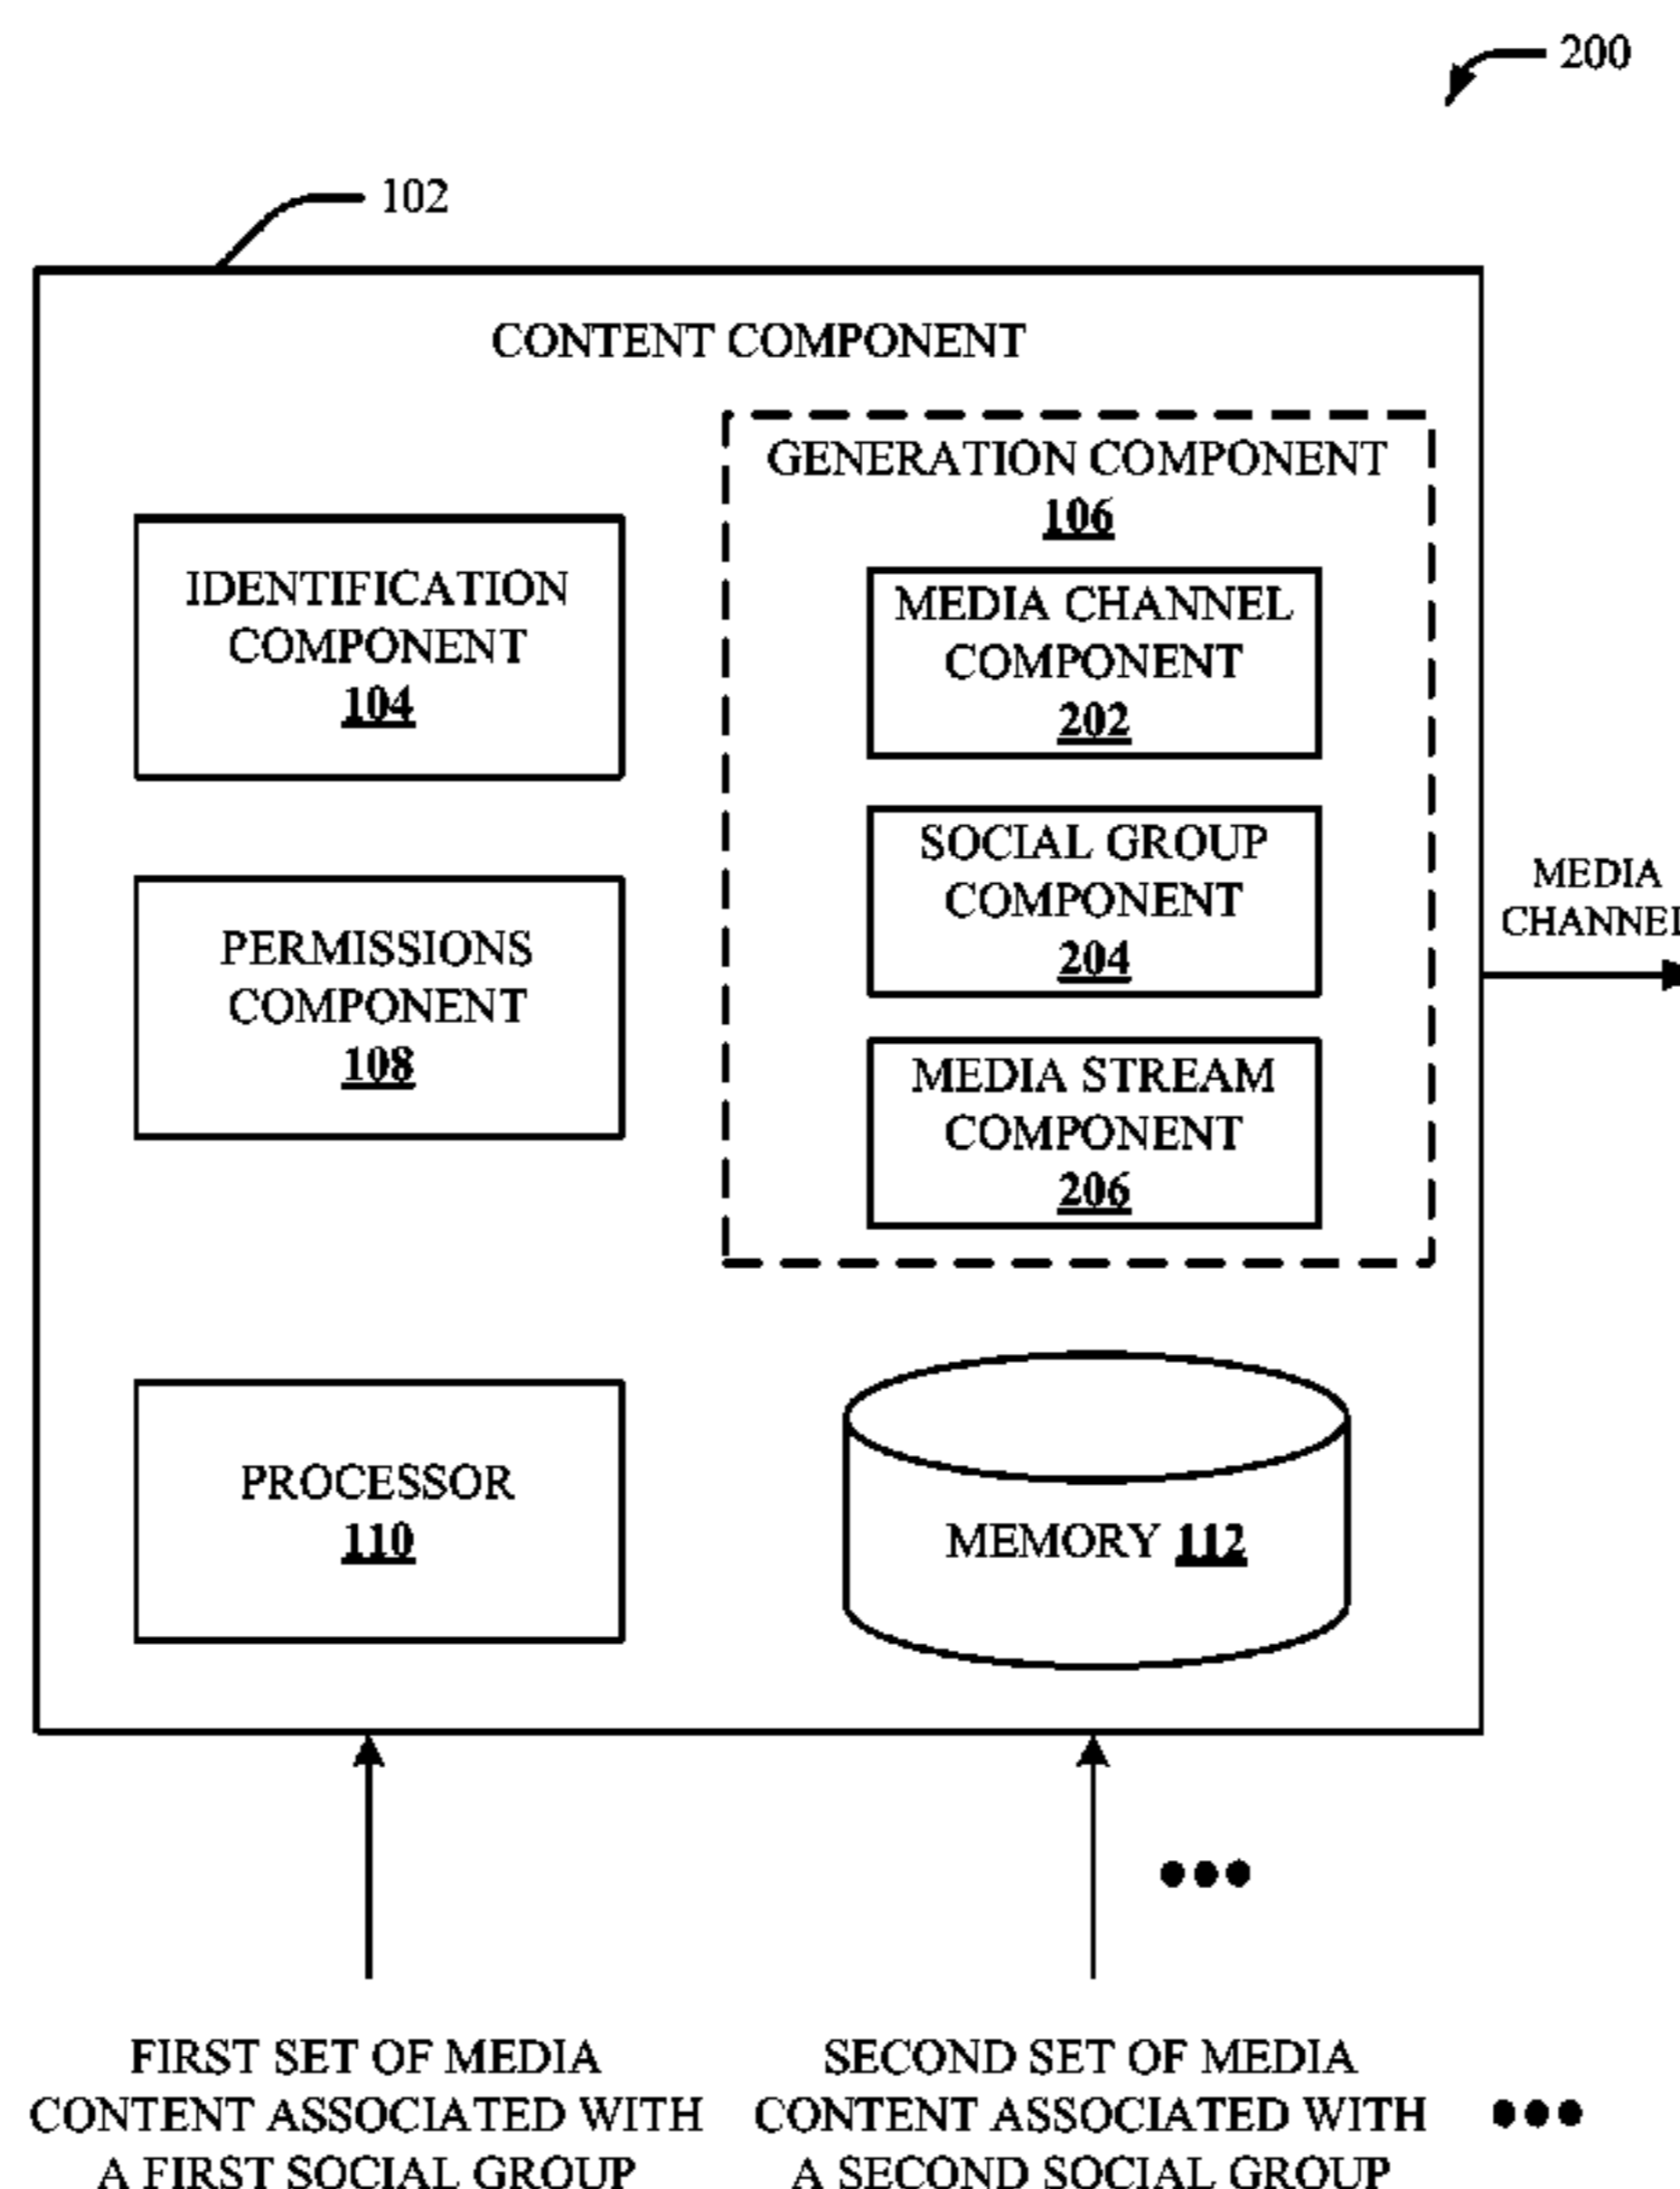 200
102
CONTENT COMPONENT
GENERATION COMPONENT
106
IDENTIFICATION
COMPONENT
104
MEDIA CHANNEL
COMPONENT
202
SOCIAL GROUP
COMPONENT
204
MEDIA
CHANNEL
PERMISSIONS
COMPONENT
108
MEDIA STREAM
COMPONENT
206
PROCESSOR
110
MEMORY 112
FIRST SET OF MEDIA
CONTENT ASSOCIATED WITH
A FIRST SOCIAL GROUP
SECOND SET OF MEDIA
CONTENT ASSOCIATED WITH
A SECOND SOCIAL GROUP